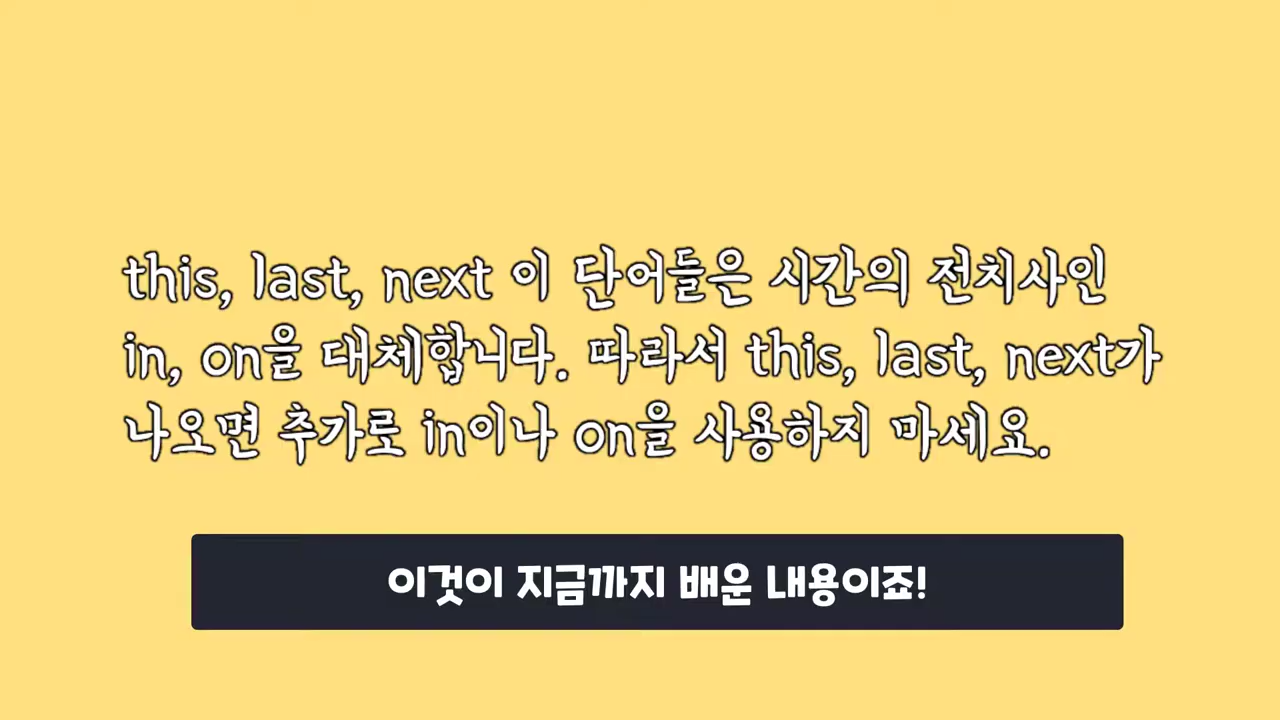 this, last, next 이 단어들은 시간의 전치사인
in, on을 대체합니다. 따라서 this, last, next가
나오면 추가로 in이나 on을 사용하지 마세요.
이것이 지금까지 배운 내용이죠!